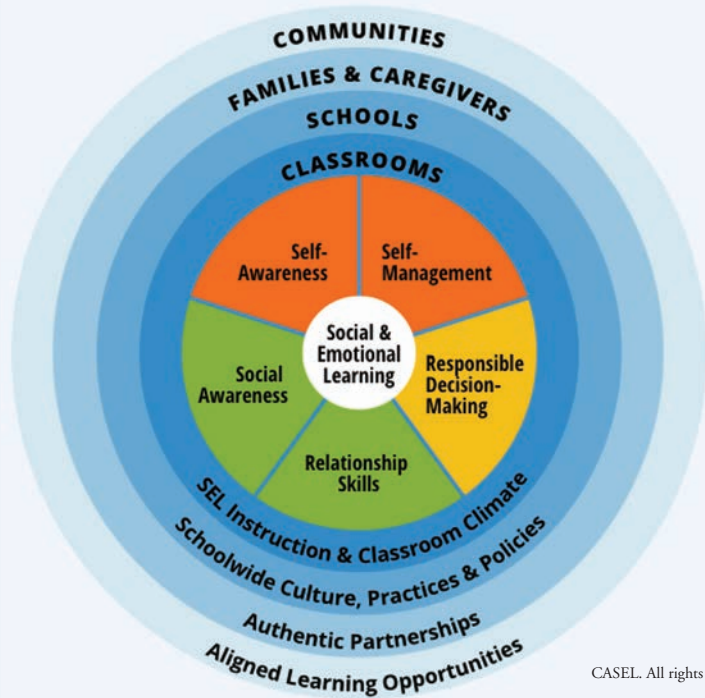 COMMUNITIES
FAMILIES & CAREGIVERS
SCHOOLS
CLASSROOMS
Self-
Awareness
Self-
Management
Social &
Emotional
Learning
Social
Awareness
Responsible
Decision-
Making
Relationship
Skills
SEL Instruction & Classroom Climate
Schoolwide Culture, Practices & Policies
Authentic Partnerships
Aligned Learning Opportunities
CASEL. All rights